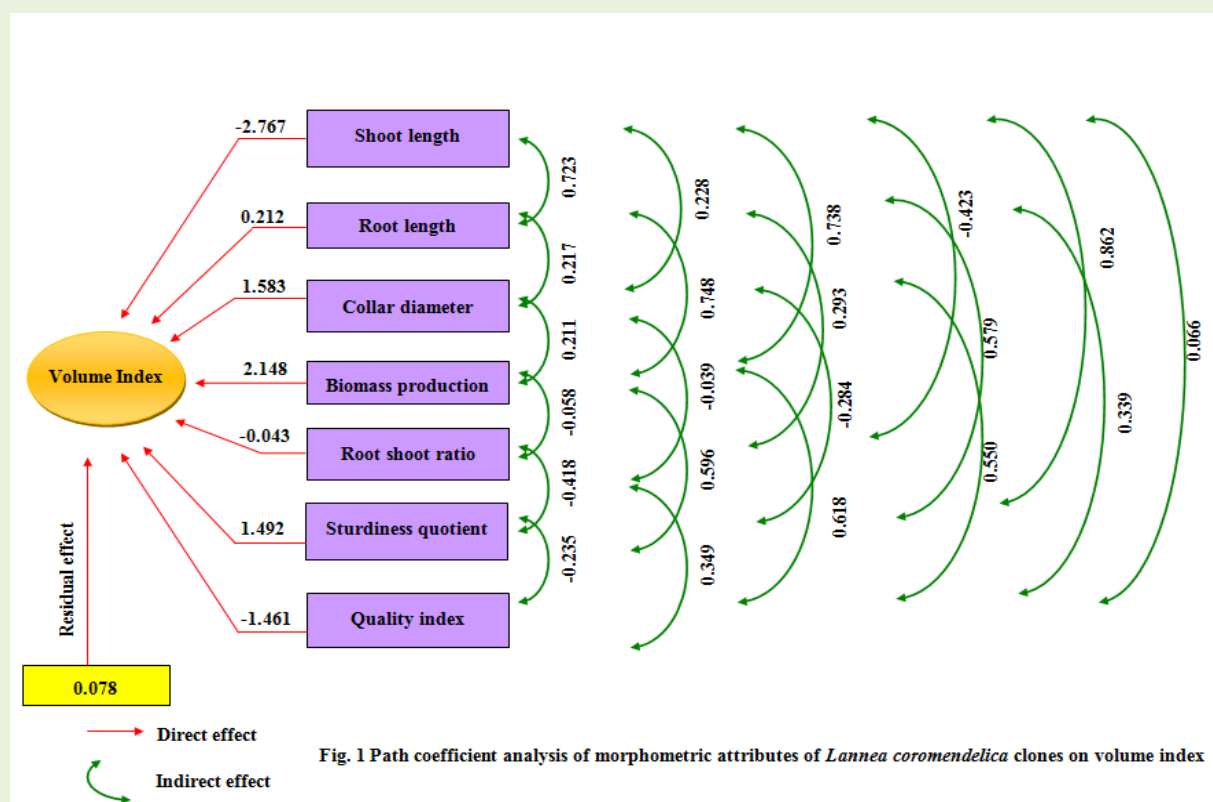 -2.767
Shoot length
0.723
0.212
Root length
0.217
1.583
Collar diameter
0.211
Volume Index
2.148
Biomass production
-0.058
-0.043
Root shoot ratio
-0.418
1.492
Sturdiness quotient
-0.235
-1.461
Quality index
0.228
0.748
-0.039
0.596
0.349
0.738
0.293
-0.284
0.618
-0.423
0.579
0.550
0.862
0.339
0.066
Residual effect
0.078
Direct effect
Indirect effect
Fig. 1 Path coefficient analysis of morphometric attributes of Lannea coromendelica clones on volume index